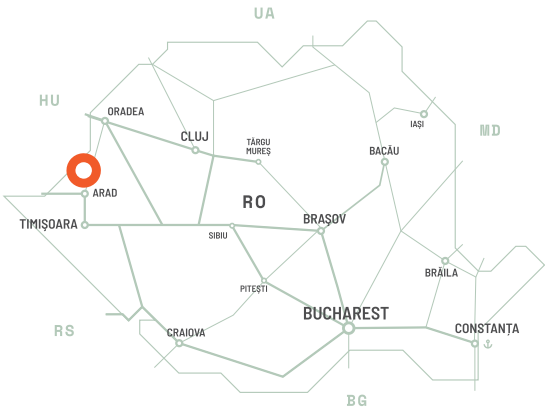 UA
HU
ORADEA
CLUJ
TÂRGU
MUREȘ
IAȘI
MD
BACĂU
ARAD
RO
TIMIȘOARA
BRAȘOV
SIBIU
BRĂILA
PITEȘTI
BUCHAREST
RS
CRAIOVA
CONSTANȚA
BG